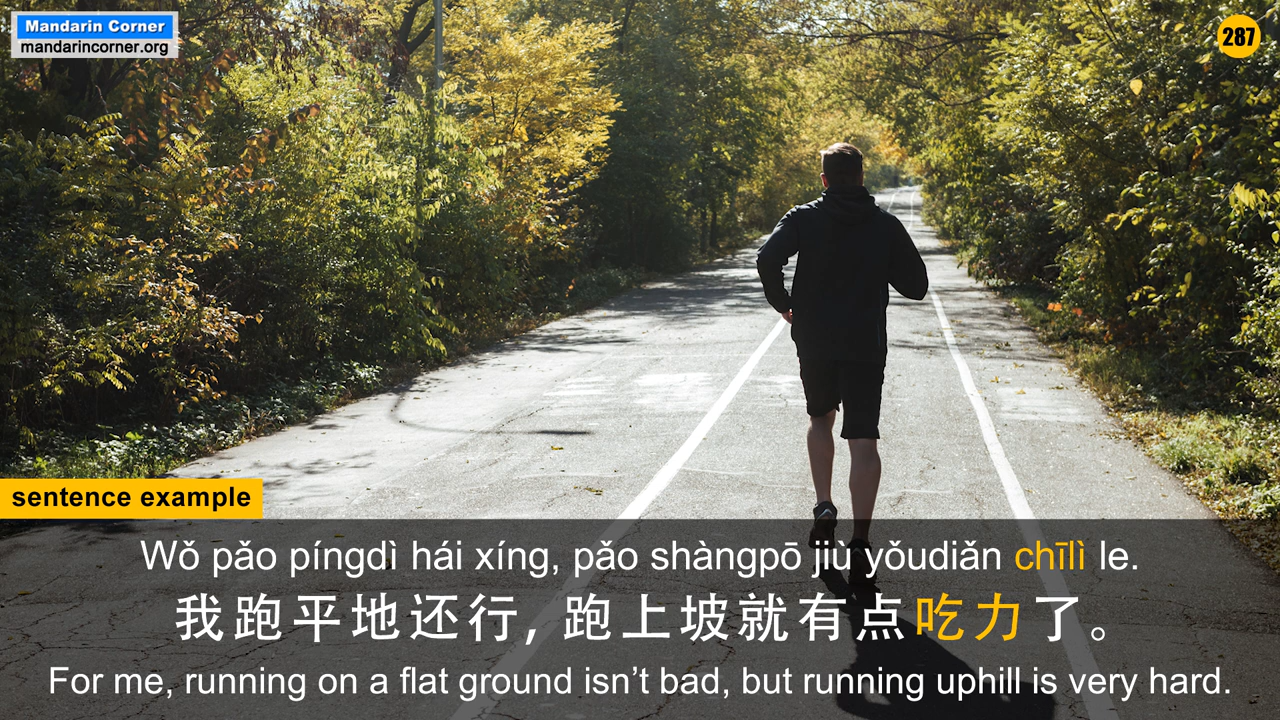 Mandarin Corner
mandarincorner.org
287
sentence example
Wǒ pǎo píngdì hái xíng, pǎo shàngpō jiù yǒudiǎn chīlì le.
我跑平地还行, 跑上坡就有点吃力了。
For me, running on a flat ground isn't bad, but running uphill is very hard.